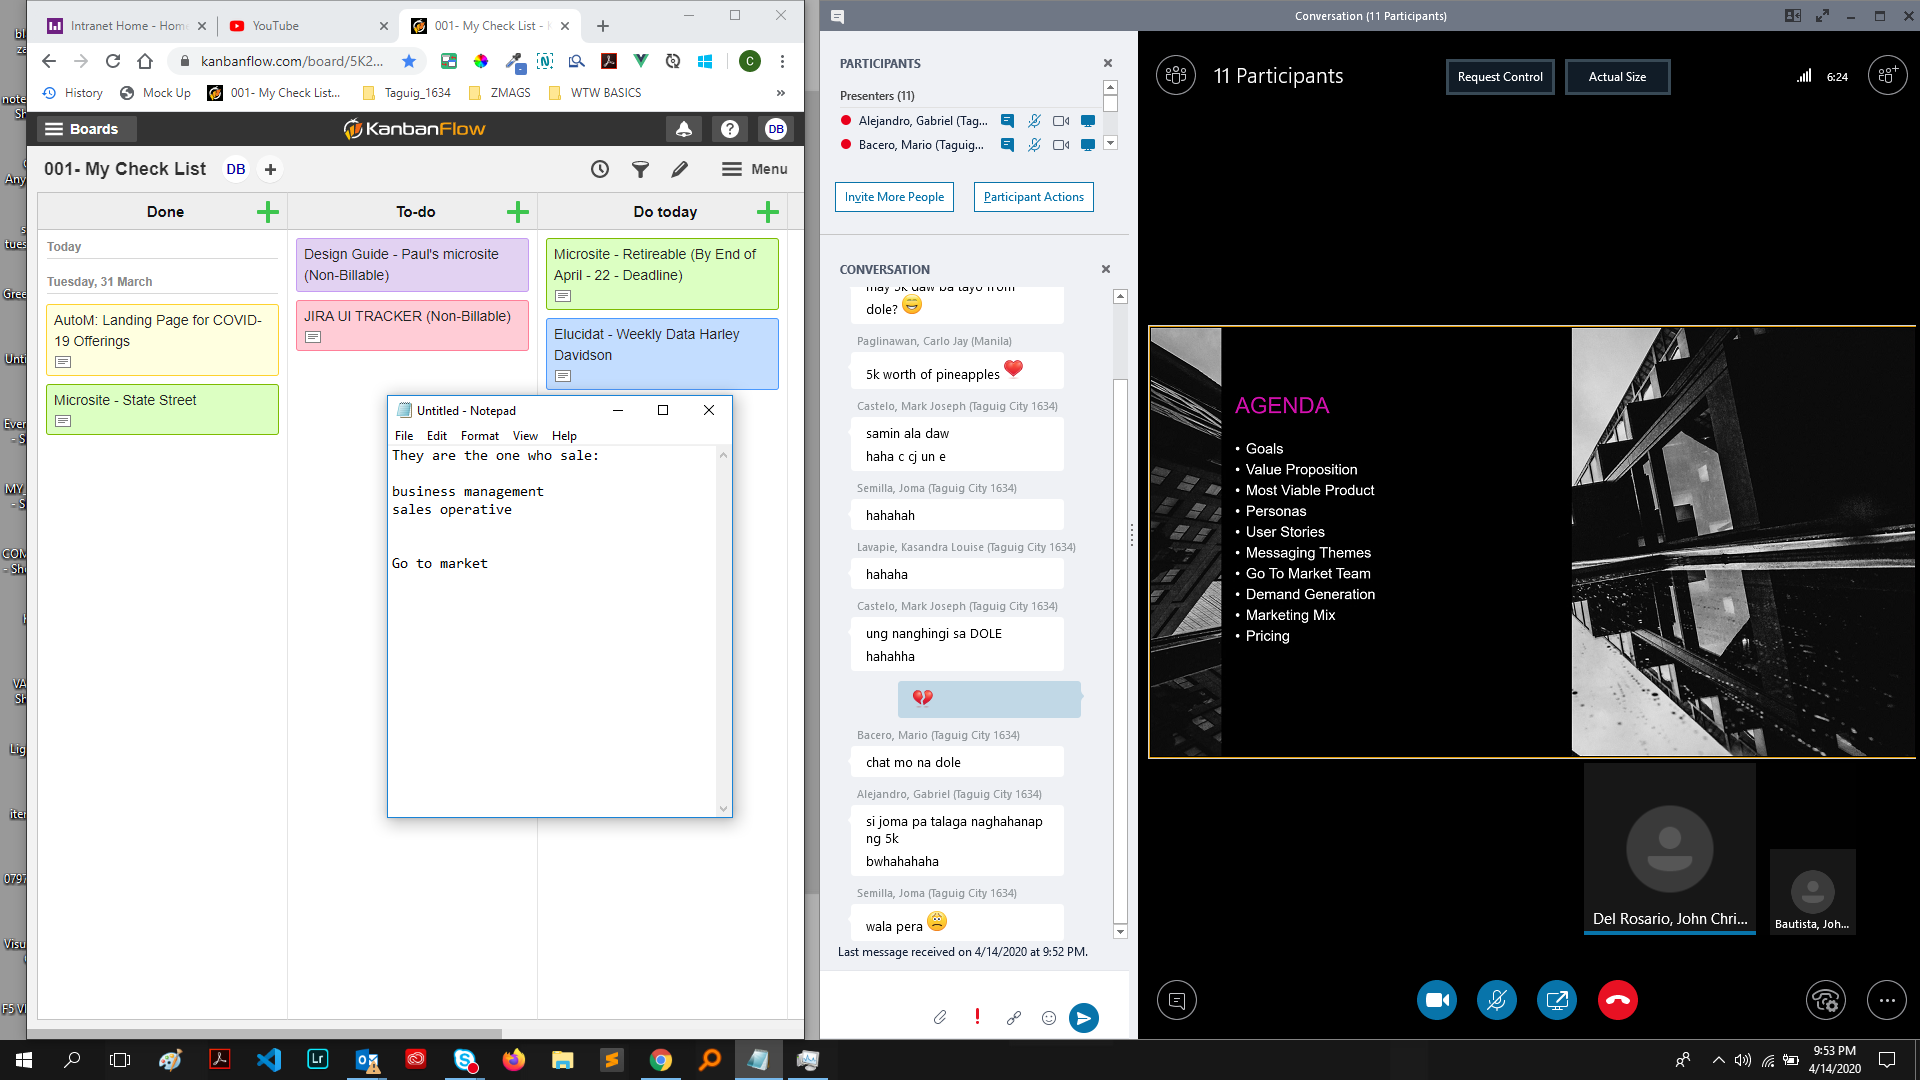 Intranet Home - Home
YouTube
001- My Check List -
kanbanflow.com/board/5K2...
C
History
Mock Up
001- My Check List...
Taguig_1634
ZMAGS
WTW BASICS
»
Boards
KanbanFlow
DB
001- My Check List
DB
Menu
Done
To-do
Do today
Today
Tuesday, 31 March
AutoM: Landing Page for COVID-
19 Offerings
Microsite - State Street
Design Guide - Paul's microsite
(Non-Billable)
JIRA UI TRACKER (Non-Billable)
Microsite - Retireable (By End of
April - 22 - Deadline)
Elucidat - Weekly Data Harley
Davidson
Untitled - Notepad
File Edit Format View Help
They are the one who sale:
business management
sales operative
Go to market
Conversation (11 Participants)
PARTICIPANTS
Presenters (11)
Alejandro, Gabriel (Tag...
Bacero, Mario (Taguig...
Invite More People
Participant Actions
CONVERSATION
may 5k daw ba tayo from
dole?
Paglinawan, Carlo Jay (Manila)
5k worth of pineapples
Castelo, Mark Joseph (Taguig City 1634)
samin ala daw
haha c cj un e
Semilla, Joma (Taguig City 1634)
hahahah
Lavapie, Kasandra Louise (Taguig City 1634)
hahaha
Castelo, Mark Joseph (Taguig City 1634)
ung nanghingi sa DOLE
hahahha
Bacero, Mario (Taguig City 1634)
chat mo na dole
Alejandro, Gabriel (Taguig City 1634)
si joma pa talaga naghahanap
ng 5k
bwhahahaha
Semilla, Joma (Taguig City 1634)
wala pera
Last message received on 4/14/2020 at 9:52 PM.
11 Participants
Request Control
Actual Size
6:24
AGENDA
• Goals
• Value Proposition
• Most Viable Product
• Personas
• User Stories
• Messaging Themes
• Go To Market Team
• Demand Generation
• Marketing Mix
• Pricing
Del Rosario, John Chri...
Bautista, Joh...
Lr
9:53 PM
4/14/2020